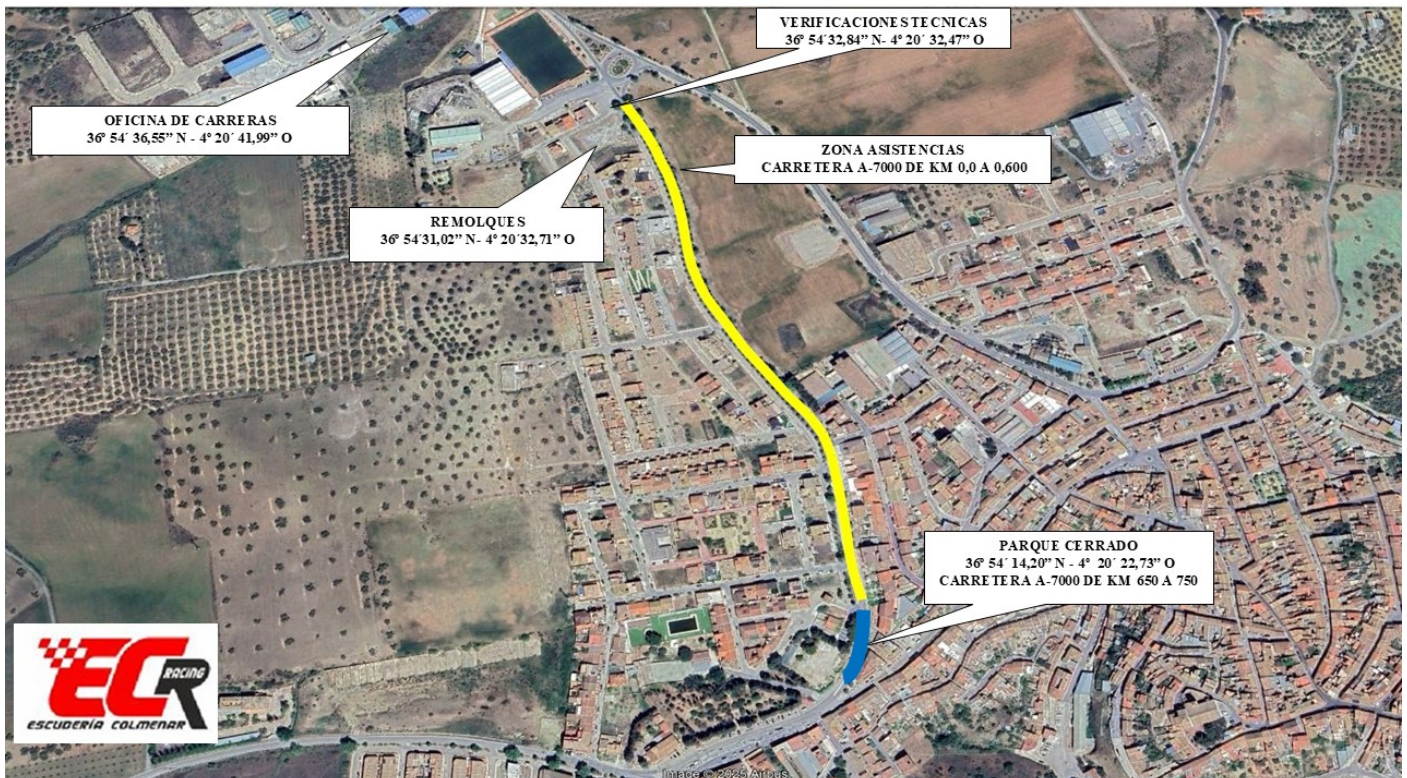 VERIFICACIONES TECNICAS
36º 54´32,84” N- 4º 20´ 32,47” O
OFICINA DE CARRERAS
36º 54´ 36,55” N - 4º 20´ 41,99” O
ZONA ASISTENCIAS
CARRETERA A-7000 DE KM 0,0 A 0,600
REMOLQUES
36º 54´31,02” N- 4º 20´32,71” O
PARQUE CERRADO
36º 54´ 14,20” N - 4º 20´ 22,73” O
CARRETERA A-7000 DE KM 650 A 750
ECR
RACING
ESCUDERÍA COLMENAR
Image © 2025 Airbus